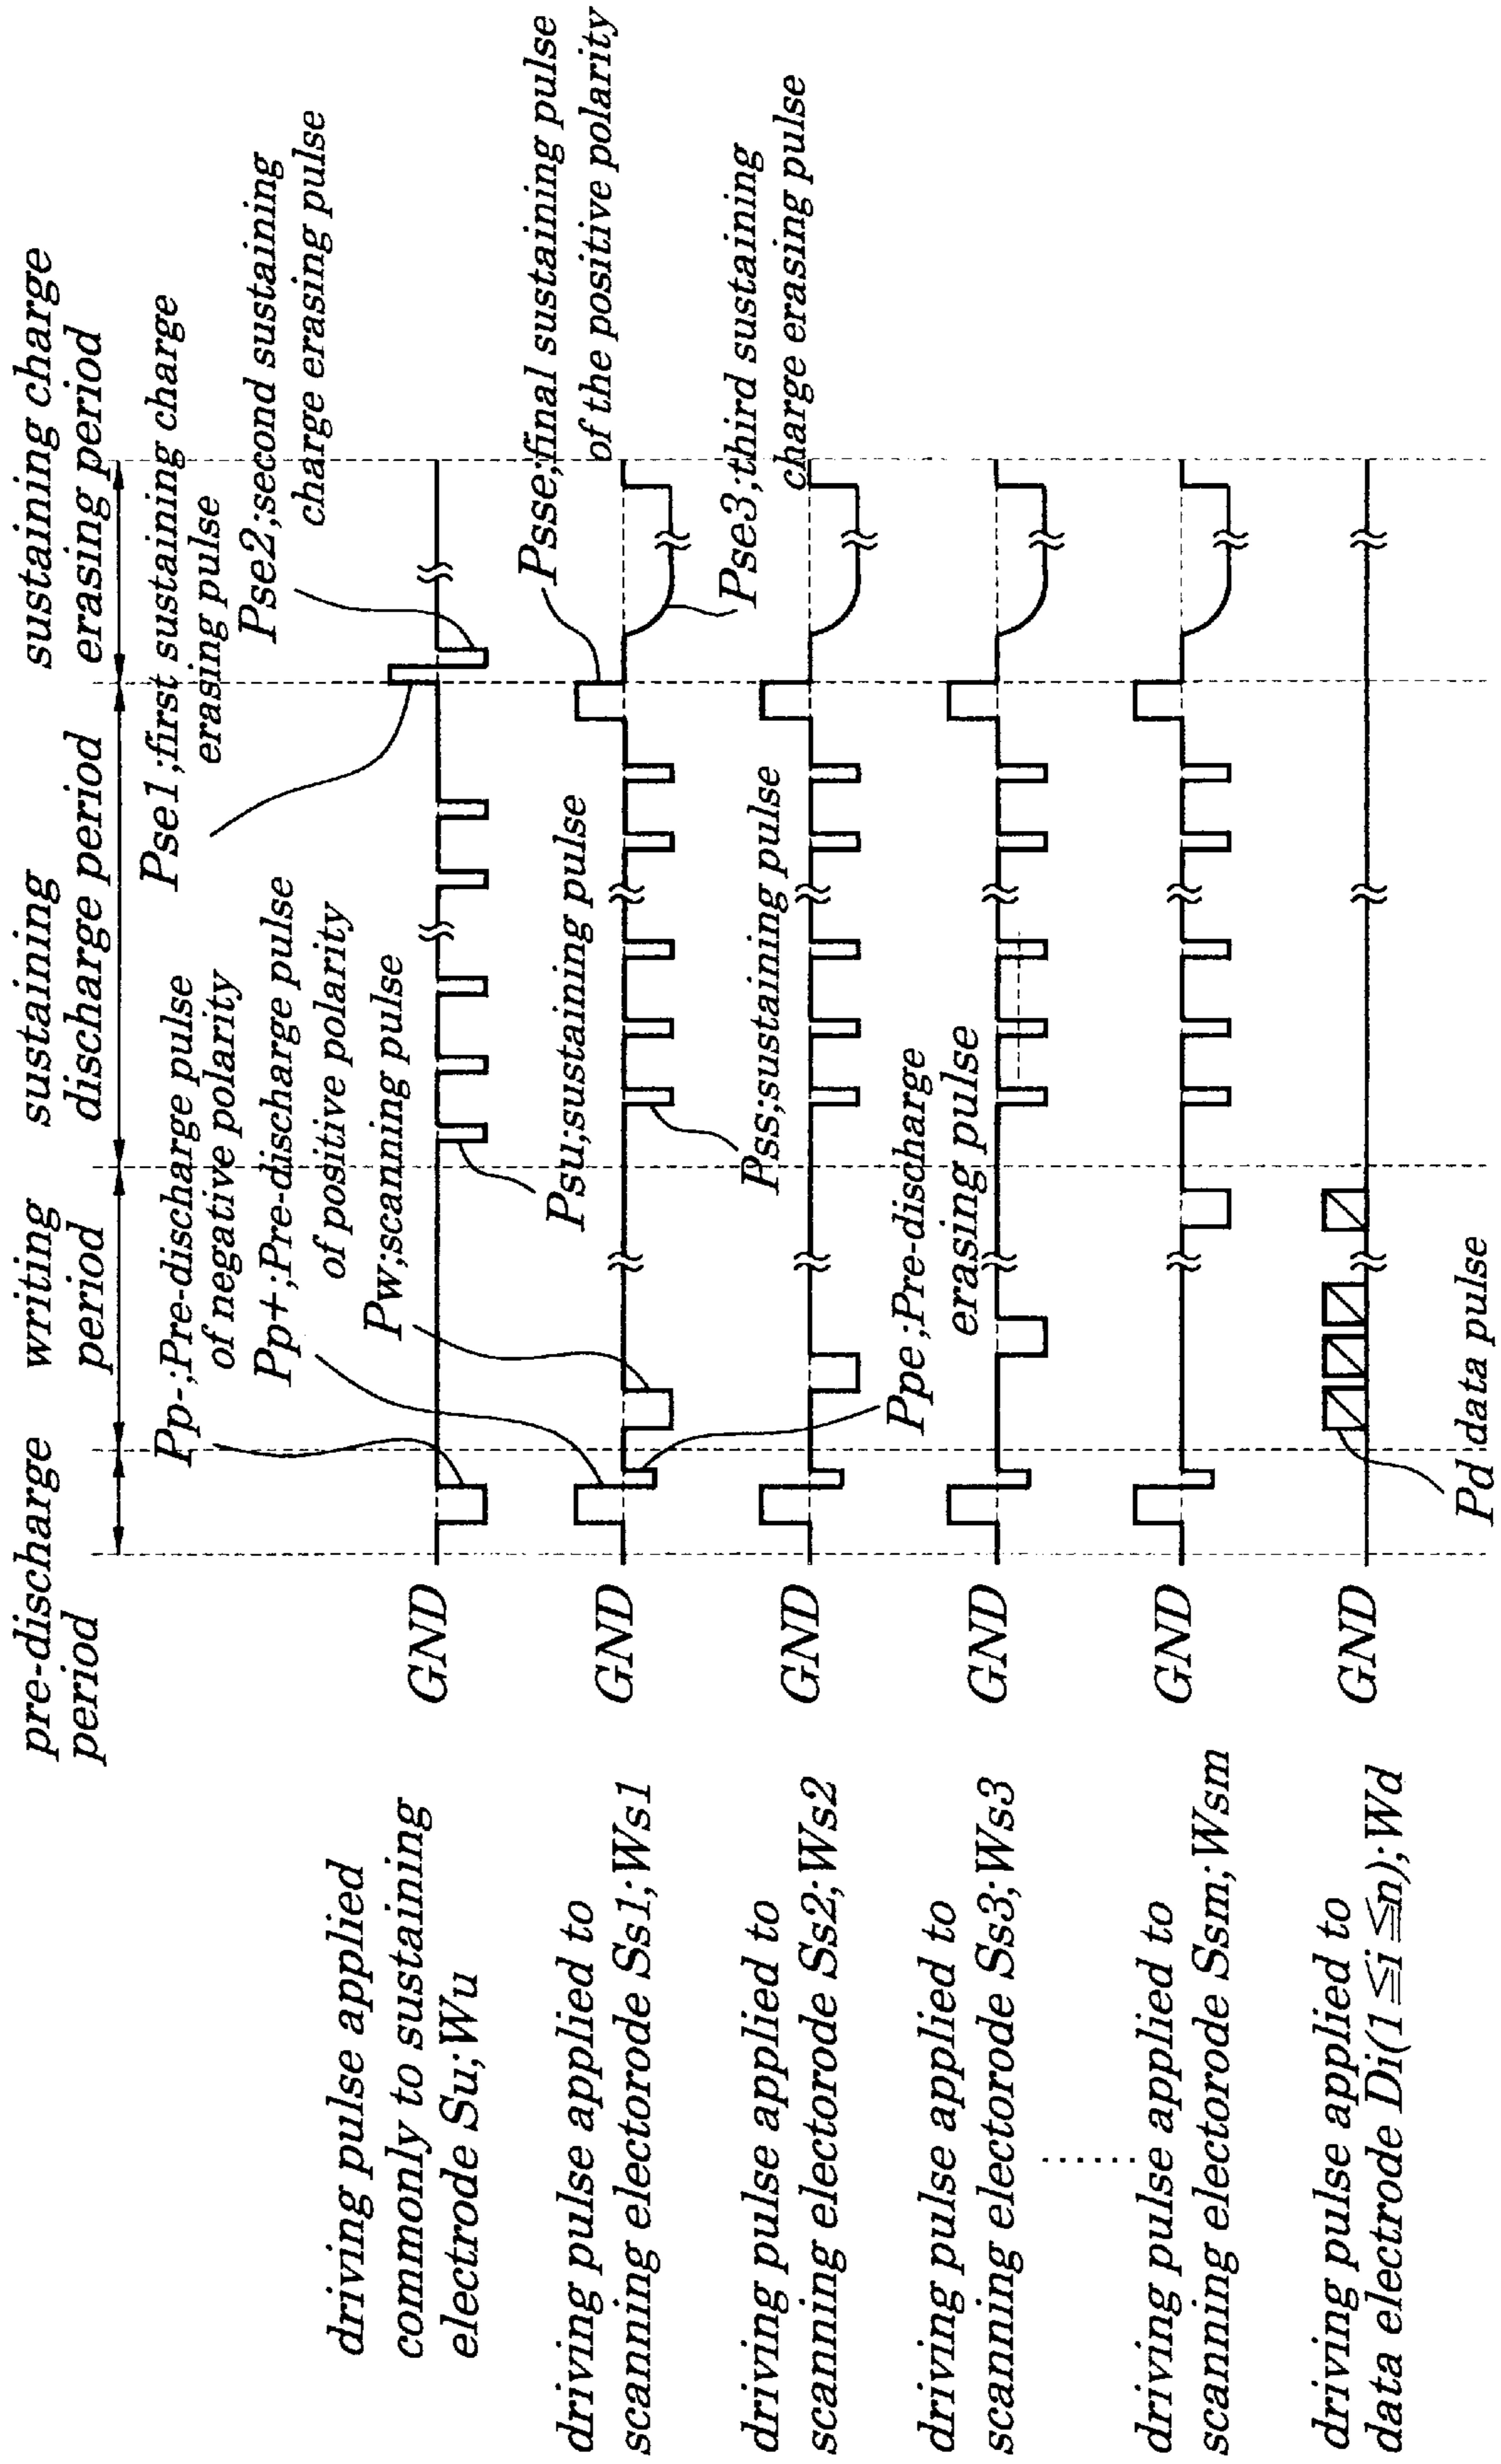 pre-discharge
period
writing
period
sustaining
discharge period
sustaining charge
erasing period
Pp-;Pre-discharge pulse
of negative polarity
Pp+;Pre-discharge pulse
of positive polarity
Pw;scanning pulse
Pse1;first sustaining charge
erasing pulse
Pse2;second sustaining
charge erasing pulse
driving pulse applied
commonly to sustaining
electrode Su;Wu
GND
Psu;sustaining pulse
Psse;final sustaining pulse
of the positive polarity
driving pulse applied to
scanning electorode Ss1;Ws1
GND
Pss;sustaining pulse
Pse3;third sustaining
charge erasing pulse
driving pulse applied to
scanning electorode Ss2;Ws2
GND
Ppe;Pre-discharge
erasing pulse
driving pulse applied to
scanning electorode Ss3;Ws3
GND
........
driving pulse applied to
scanning electorode Ssm;Wsm
GND
driving pulse applied to
data electrode Di(1≦i≦n);Wd
GND
Pd data pulse